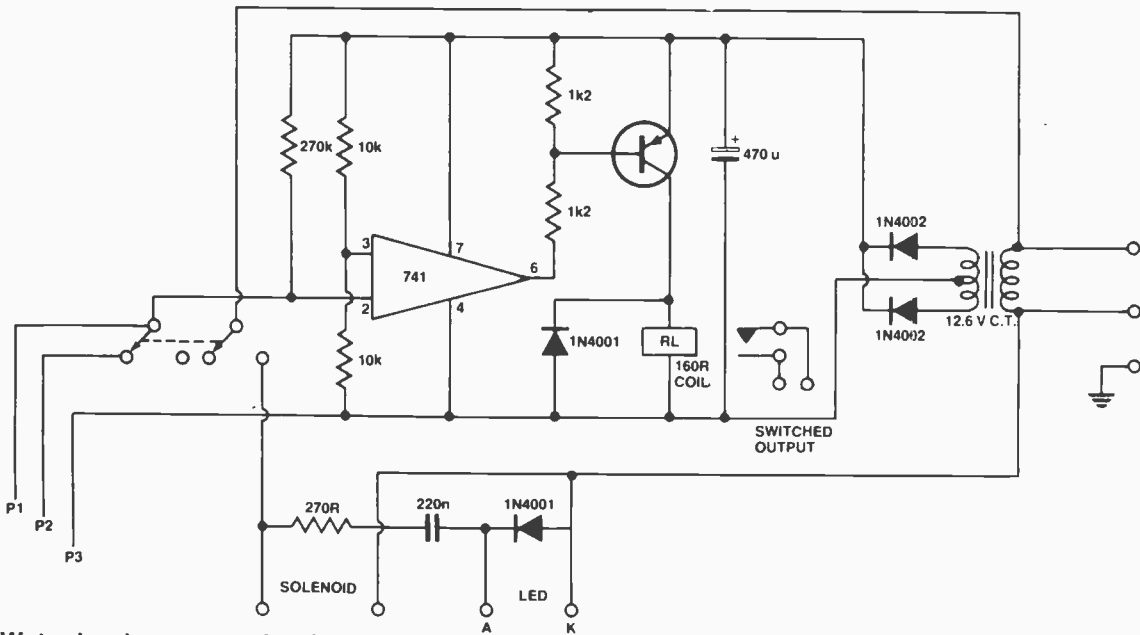 1k2
270k
10k
1k2
+
470 u
1N4002
3
7
741
6
2
4
1N4002
12.6 V C.T.
10k
1N4001
RL
160R
COIL
SWITCHED
OUTPUT
P1
P2
P3
270R
220n
1N4001
SOLENOID
LED
A
K